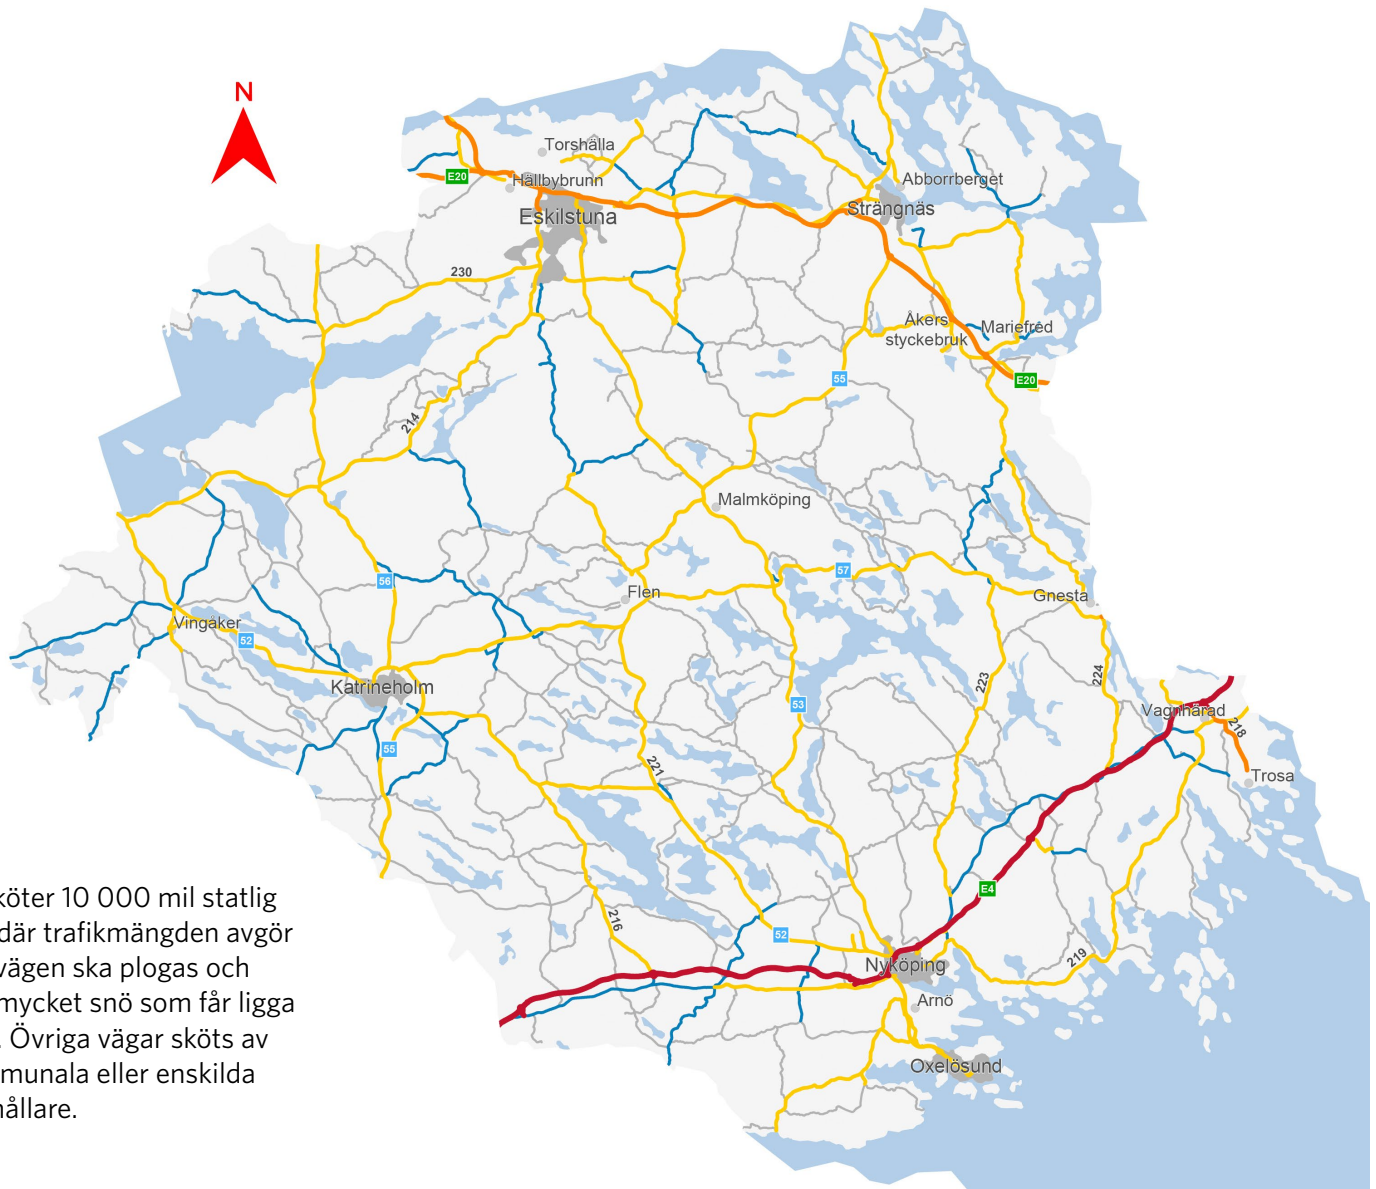 N
Torshälla
E20
Hällbybrunn
Abborrberget
Eskilstuna
Strängnäs
230
Åkers
styckebruk
Mariefred
55
E20
214
Malmköping
56
57
Flen
Gnesta
Vingåker
52
Katrineholm
223
224
53
Vagnhärad
218
55
221
Trosa
köter 10 000 mil statlig
E4
där trafikmängden avgör
216
52
vägen ska plogas och
219
Nyköping
mycket snö som får ligga
Arnö
. Övriga vägar sköts av
Oxelösund
munala eller enskilda
hållare.